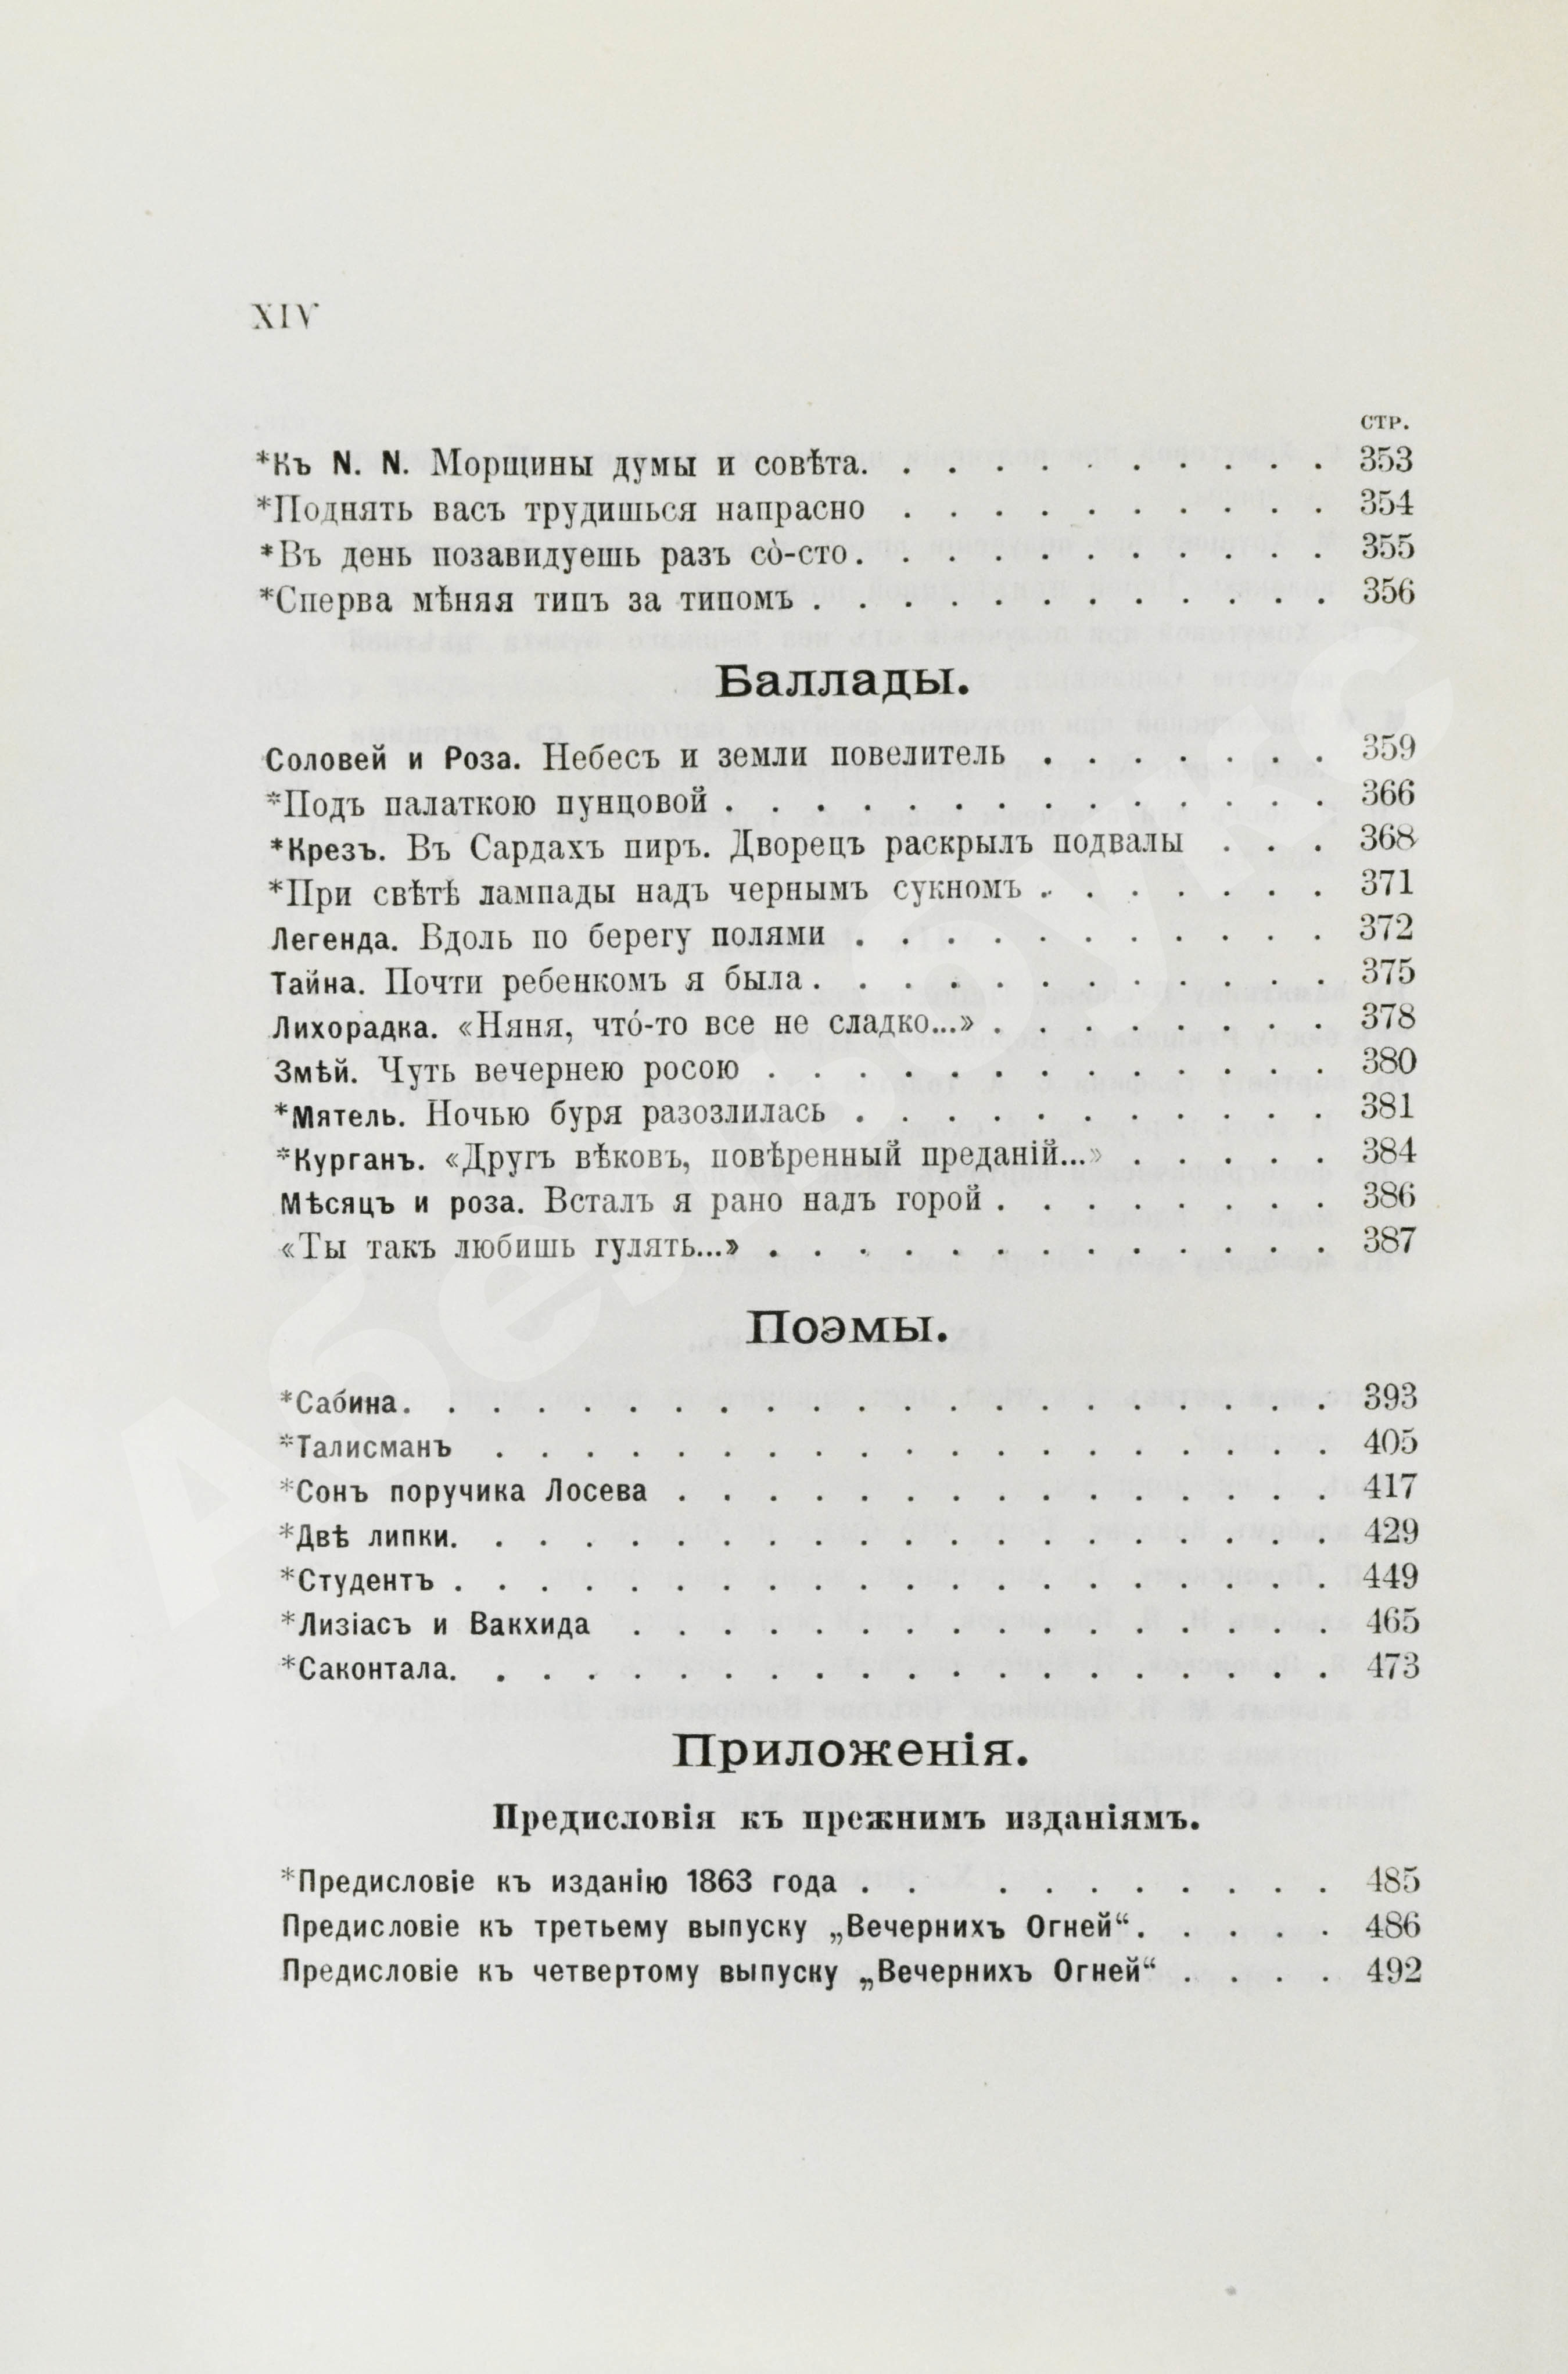 XIV
СТР.
*Къ N. N. Морщины думы и совѣта. . . . . . . . . . . 353
*Поднять васъ трудишься напрасно . . . . . . . . . . 354
*Въ день позавидуешь разъ со̀-сто. . . . . . . . . . . 355
*Сперва мѣняя типъ за типомъ . . . . . . . . . . . . 356
Баллады.
Соловей и Роза. Небесъ и земли повелитель . . . . . . . 359
*Подъ палаткою пунцовой . . . . . . . . . . . . . . 366
*Крезъ. Въ Сардахъ пиръ. Дворецъ раскрылъ подвалы . . . 368
*При свѣтѣ лампады надъ чернымъ сукномъ . . . . . . . 371
Легенда. Вдоль по берегу полями . . . . . . . . . . . 372
Тайна. Почти ребенкомъ я была . . . . . . . . . . . . 375
Лихорадка. «Няня, что́-то все не сладко...» . . . . . . . . 378
Змѣй. Чуть вечернею росою . . . . . . . . . . . . . 380
*Мятель. Ночью буря разозлилась . . . . . . . . . . . 381
*Курганъ. «Другъ вѣковъ, повѣренный преданій...» . . . . . 384
Мѣсяцъ и роза. Всталъ я рано надъ горой . . . . . . . . 386
«Ты такъ любишь гулять...» . . . . . . . . . . . . . 387
Поэмы.
*Сабина. . . . . . . . . . . . . . . . . . . . . 393
*Талисманъ . . . . . . . . . . . . . . . . . . . 405
*Сонъ поручика Лосева . . . . . . . . . . . . . . . 417
*Двѣ липки. . . . . . . . . . . . . . . . . . . . 429
*Студентъ . . . . . . . . . . . . . . . . . . . . 449
*Лизіасъ и Вакхида . . . . . . . . . . . . . . . . 465
*Саконтала. . . . . . . . . . . . . . . . . . . . 473
Приложенія.
Предисловія къ прежнимъ изданіямъ.
*Предисловіе къ изданію 1863 года . . . . . . . . . . 485
Предисловіе къ третьему выпуску „Вечернихъ Огней“. . . . . 486
Предисловіе къ четвертому выпуску „Вечернихъ Огней“ . . . . 492